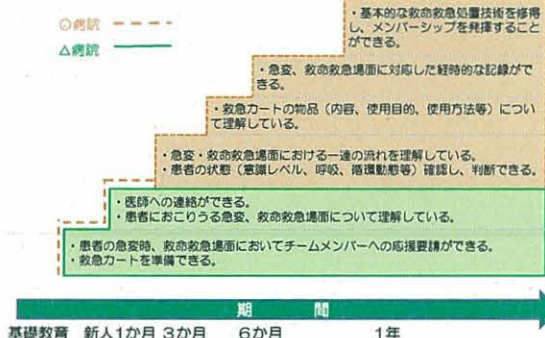 ・基本的な救命救急処置技術を修得
し、メンバーシップを発揮すること
ができる。
◎病院
△病院
・急変、救命救急場面に対応した経時的な記録がで
きる。
・救急カートの物品（内容、使用目的、使用方法等）につい
て理解している。
・急変・救命救急場面における一連の流れを理解している。
・患者の状態（意識レベル、呼吸、循環動態等）確認し、判断できる。
・医師への連絡ができる。
・患者におこりうる急変、救命救急場面について理解している。
・患者の急変時、救命救急場面においてチームメンバーへの応援要請ができる。
・救急カートを準備できる。
期 間
基礎教育 新人1か月 3か月 6か月 1年